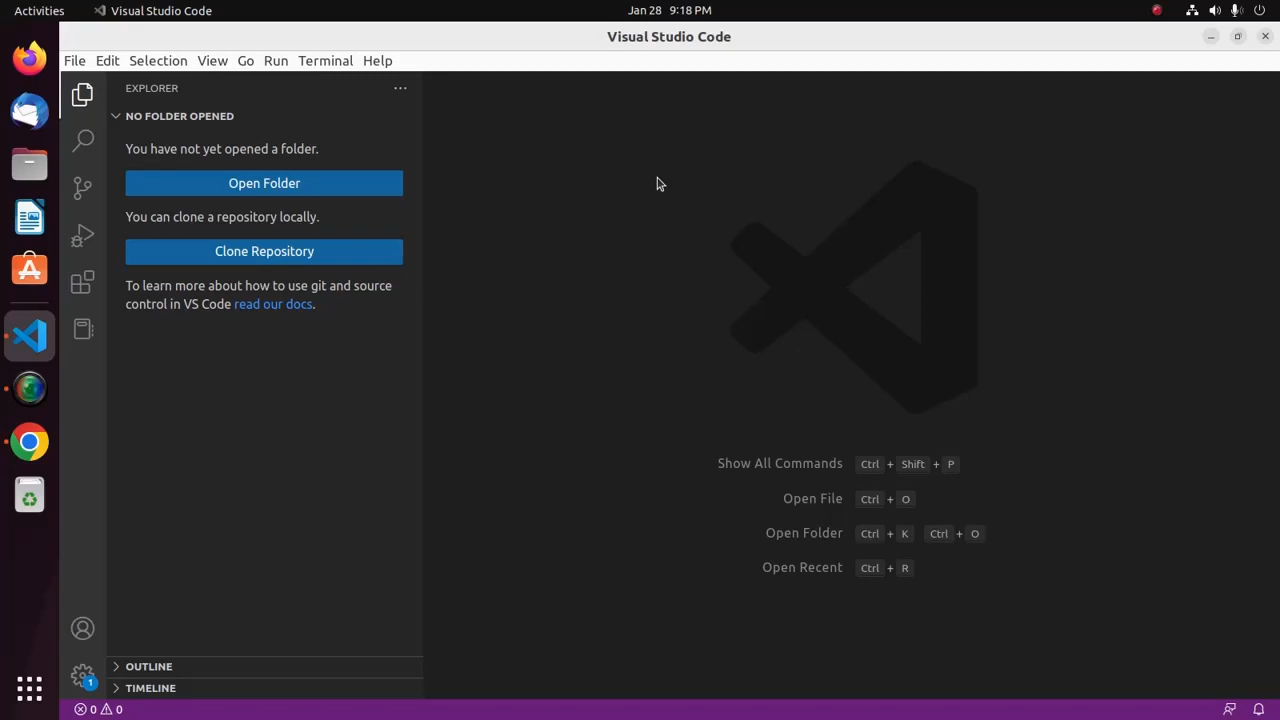 Activities
Visual Studio Code
Jan 28 9:18 PM
Visual Studio Code
File Edit Selection View Go Run Terminal Help
EXPLORER
NO FOLDER OPENED
You have not yet opened a folder.
Open Folder
You can clone a repository locally.
Clone Repository
To learn more about how to use git and source
control in VS Code read our docs.
Show All Commands Ctrl + Shift + P
Open File Ctrl + O
Open Folder Ctrl + K Ctrl + O
Open Recent Ctrl + R
OUTLINE
1
TIMELINE
0 0